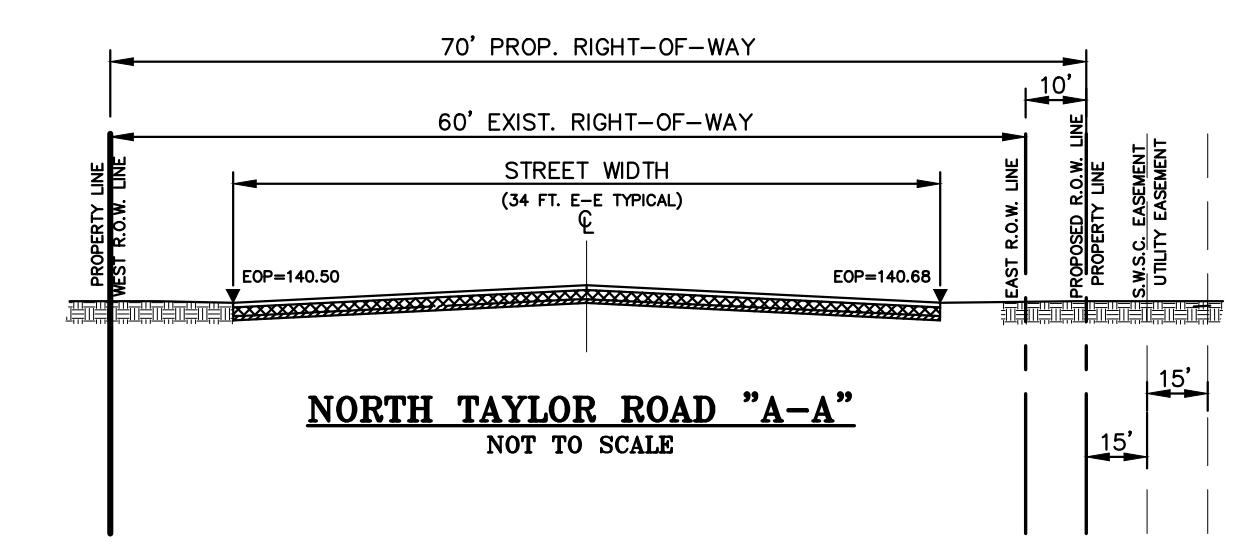 70' PROP. RIGHT-OF-WAY
10'
60' EXIST. RIGHT-OF-WAY
STREET WIDTH
(34 FT. E-E TYPICAL)
℄
PROPERTY LINE
WEST R.O.W. LINE
EOP=140.50
EOP=140.68
EAST R.O.W. LINE
PROPOSED R.O.W. LINE
PROPERTY LINE
S.W.S.C. EASEMENT
UTILITY EASEMENT
15'
15'
NORTH TAYLOR ROAD "A-A"
NOT TO SCALE